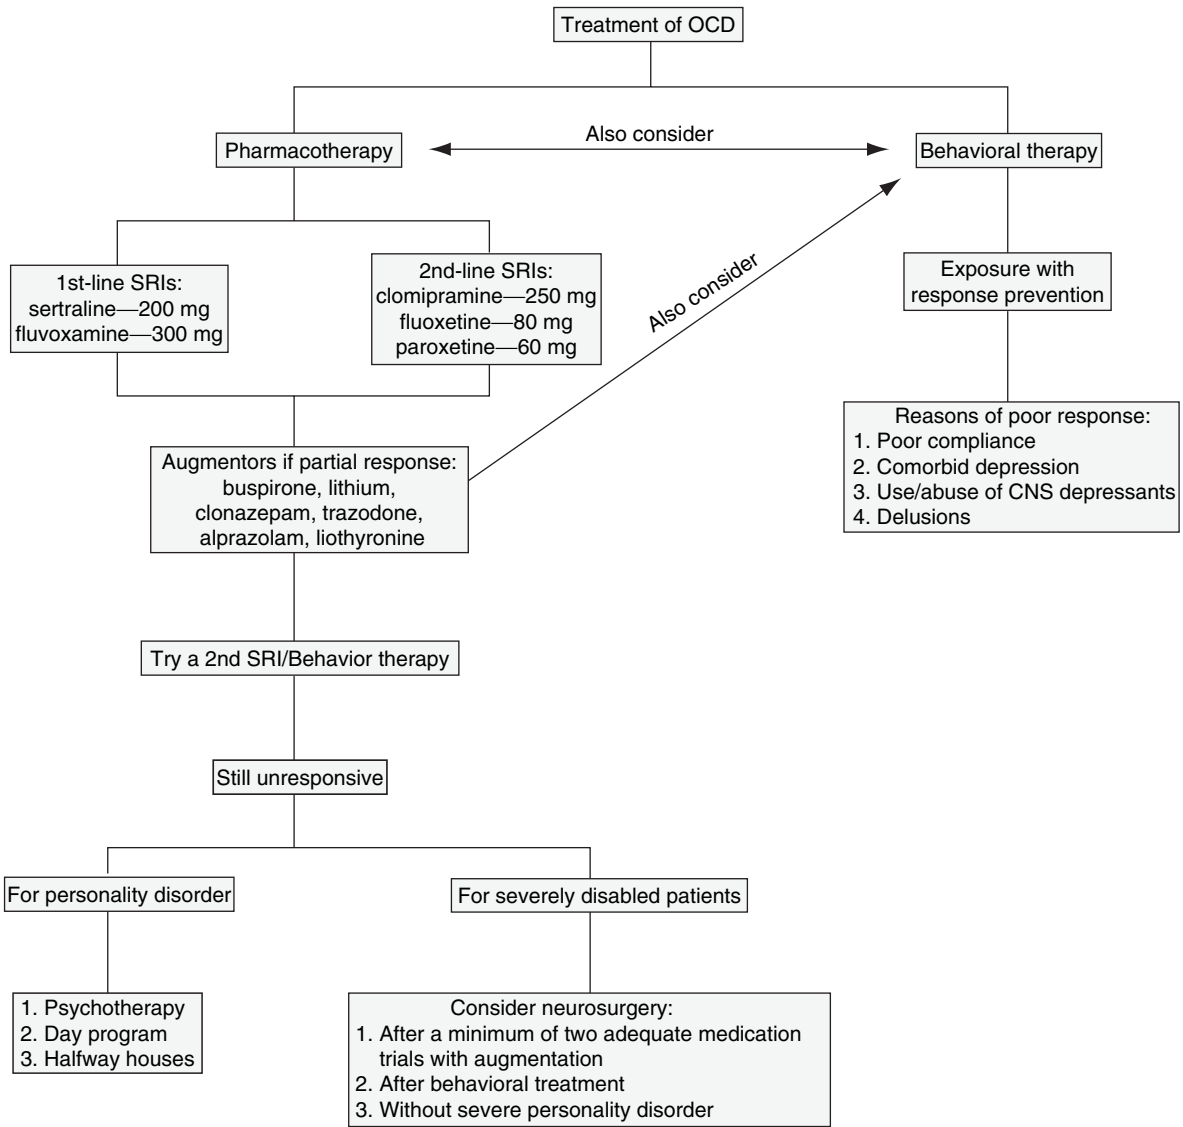 Treatment of OCD
Also consider
Pharmacotherapy
Behavioral therapy
1st-line SRIs:
sertraline—200 mg
fluvoxamine—300 mg
2nd-line SRIs:
clomipramine—250 mg
fluoxetine—80 mg
paroxetine—60 mg
Also consider
Exposure with
response prevention
Augmentors if partial response:
buspirone, lithium,
clonazepam, trazodone,
alprazolam, liothyronine
Reasons of poor response:
1. Poor compliance
2. Comorbid depression
3. Use/abuse of CNS depressants
4. Delusions
Try a 2nd SRI/Behavior therapy
Still unresponsive
For personality disorder
For severely disabled patients
1. Psychotherapy
2. Day program
3. Halfway houses
Consider neurosurgery:
1. After a minimum of two adequate medication
trials with augmentation
2. After behavioral treatment
3. Without severe personality disorder